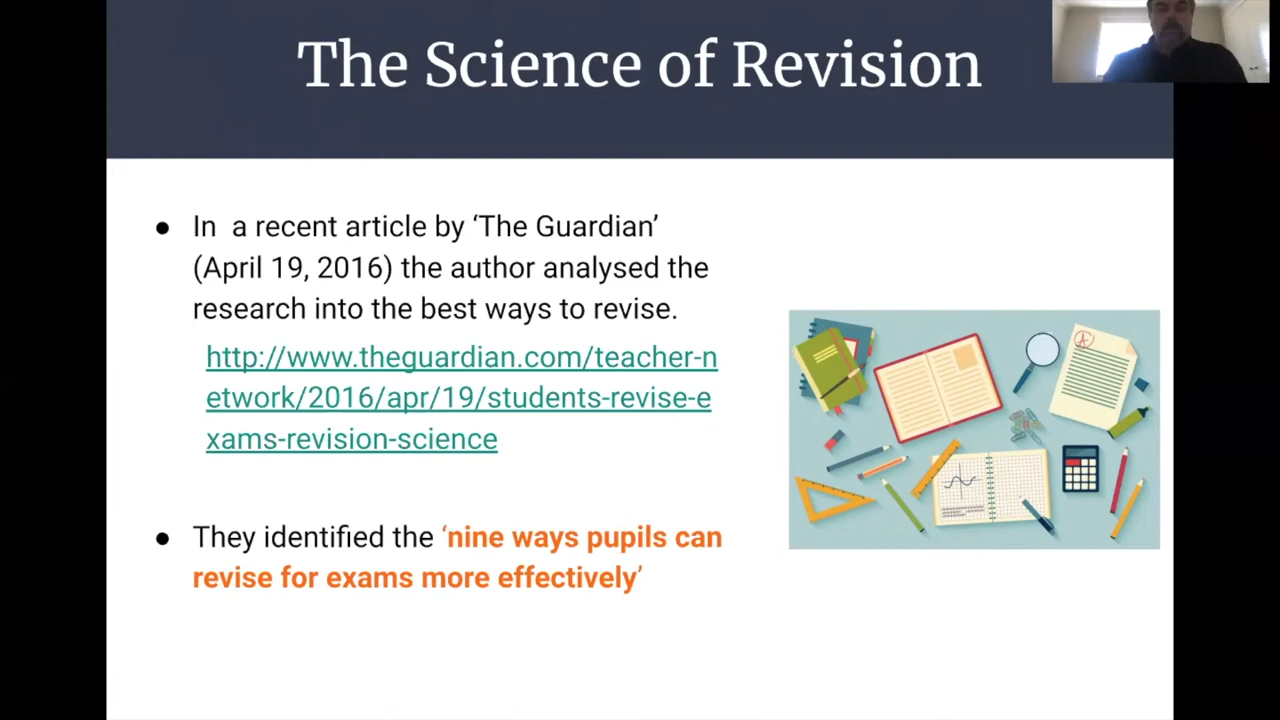 The Science of Revision
● In  a recent article by ‘The Guardian’
(April 19, 2016) the author analysed the
research into the best ways to revise.
http://www.theguardian.com/teacher-n
etwork/2016/apr/19/students-revise-e
xams-revision-science
● They identified the ‘nine ways pupils can
revise for exams more effectively’